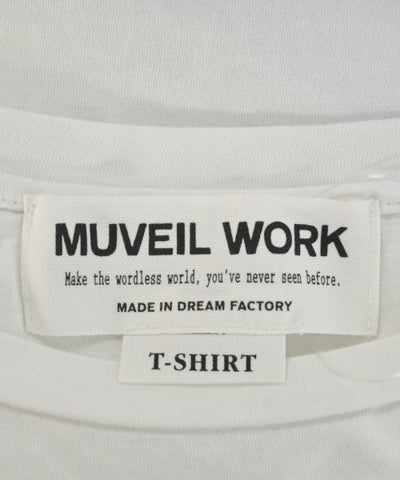 MUVEIL WORK
Make the wordless world, you've never seen before.
MADE IN DREAM FACTORY
T-SHIRT